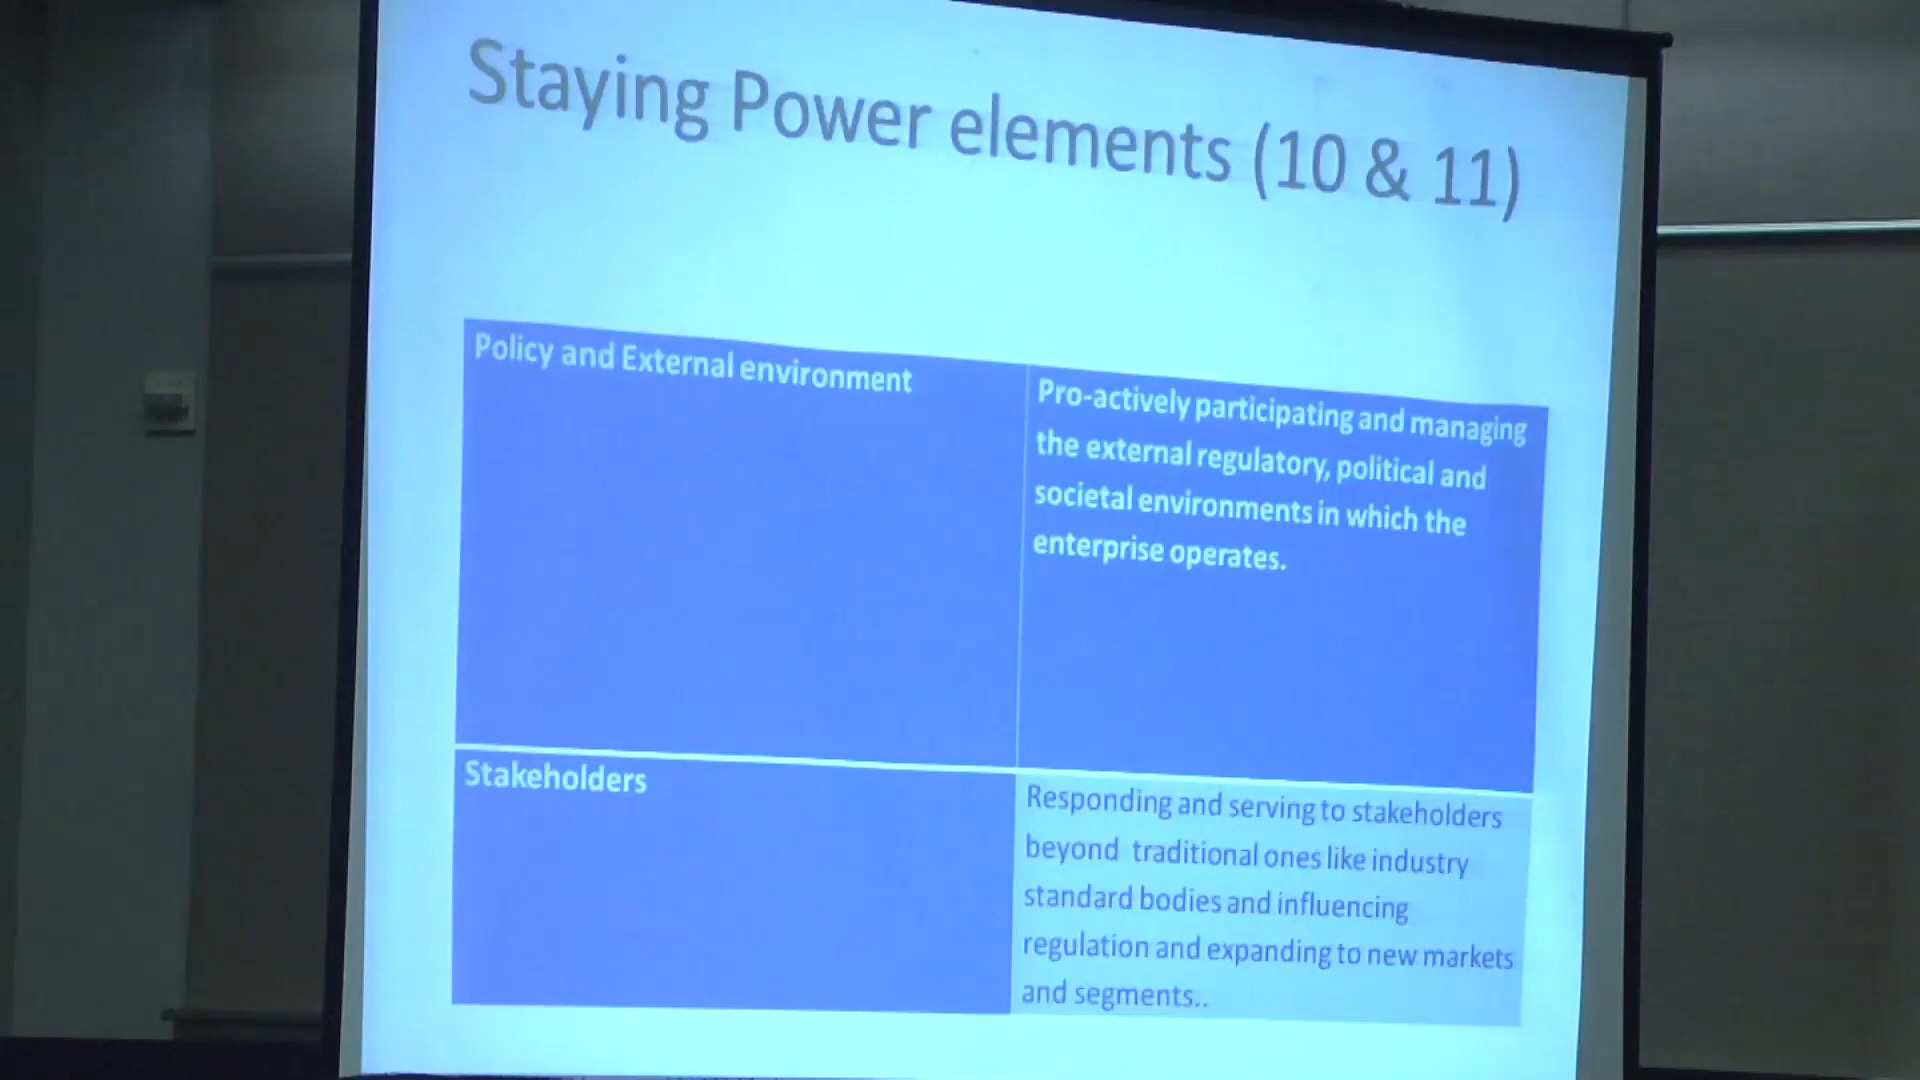 Staying Power elements (10 & 11)
Policy and External environment
Pro-actively participating and managing
the external regulatory, political and
societal environments in which the
enterprise operates.
Stakeholders
Responding and serving to stakeholders
beyond traditional ones like industry
standard bodies and influencing
regulation and expanding to new markets
and segments..